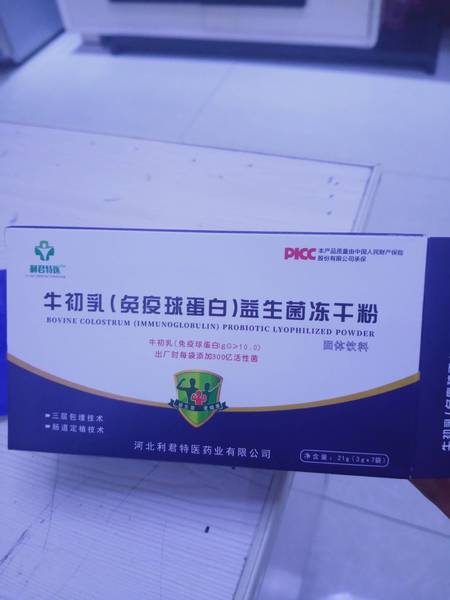 利君特医
PICC 本产品质量由中国人民财产保险
股份有限公司承保
牛初乳(免疫球蛋白)益生菌冻干粉
BOVINE COLOSTRUM (IMMUNOGLOBULIN) PROBIOTIC LYOPHILIZED POWDER
固体饮料
牛初乳(免疫球蛋白IgG≥10.0)
出厂时每袋添加300亿活性菌
三层包埋技术
肠道定植技术
河北利君特医药业有限公司
净含量：21g(3g×7袋)